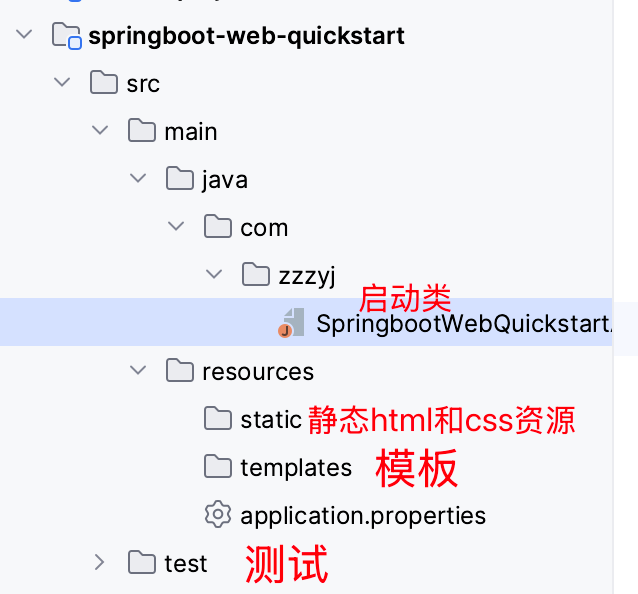 springboot-web-quickstart
src
main
java
com
zzzyj
启动类
SpringbootWebQuickstart
resources
static 静态html和css资源
templates 模板
application.properties
test 测试